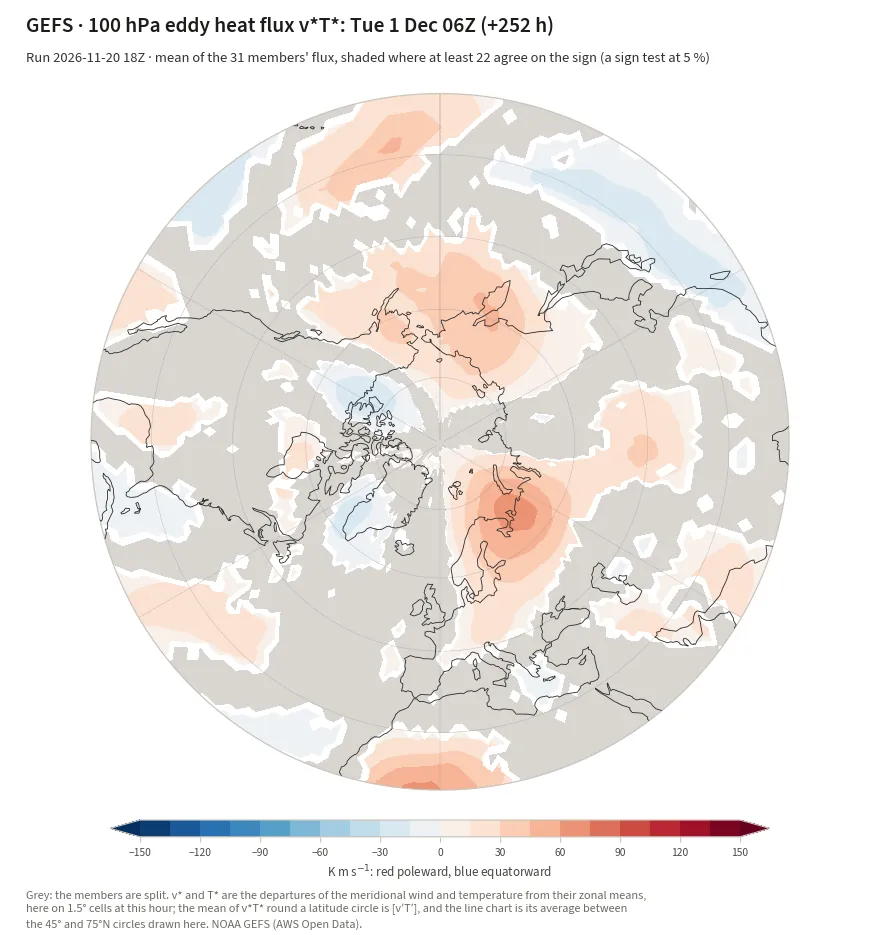 GEFS · 100 hPa eddy heat flux v*T*: Tue 1 Dec 06Z (+252 h)
Run 2026-11-20 18Z · mean of the 31 members' flux, shaded where at least 22 agree on the sign (a sign test at 5 %)
−150 −120 −90 −60 −30 0 30 60 90 120 150
K m s⁻¹: red poleward, blue equatorward
Grey: the members are split. v* and T* are the departures of the meridional wind and temperature from their zonal means,
here on 1.5° cells at this hour; the mean of v*T* round a latitude circle is [v′T′], and the line chart is its average between
the 45° and 75°N circles drawn here. NOAA GEFS (AWS Open Data).